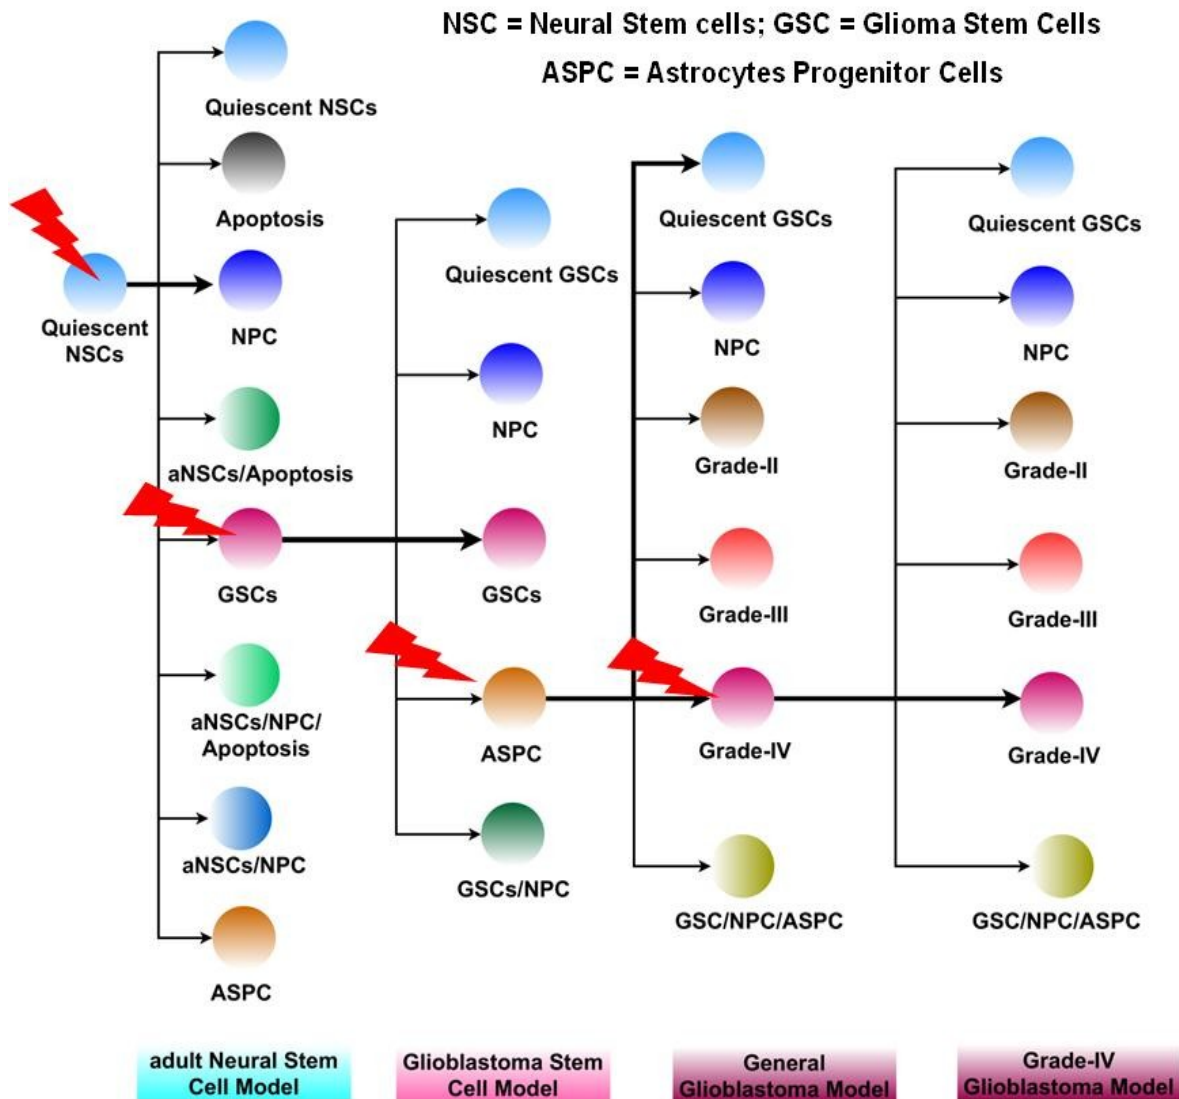 NSC = Neural Stem cells; GSC = Glioma Stem Cells
ASPC = Astrocytes Progenitor Cells
Quiescent NSCs
Apoptosis
Quiescent
NSCs
NPC
aNSCs/Apoptosis
GSCs
aNSCs/NPC/
Apoptosis
aNSCs/NPC
ASPC
Quiescent GSCs
NPC
GSCs
ASPC
GSCs/NPC
Quiescent GSCs
NPC
Grade-II
Grade-III
Grade-IV
GSC/NPC/ASPC
Quiescent GSCs
NPC
Grade-II
Grade-III
Grade-IV
GSC/NPC/ASPC
adult Neural Stem
Cell Model
Glioblastoma Stem
Cell Model
General
Glioblastoma Model
Grade-IV
Glioblastoma Model